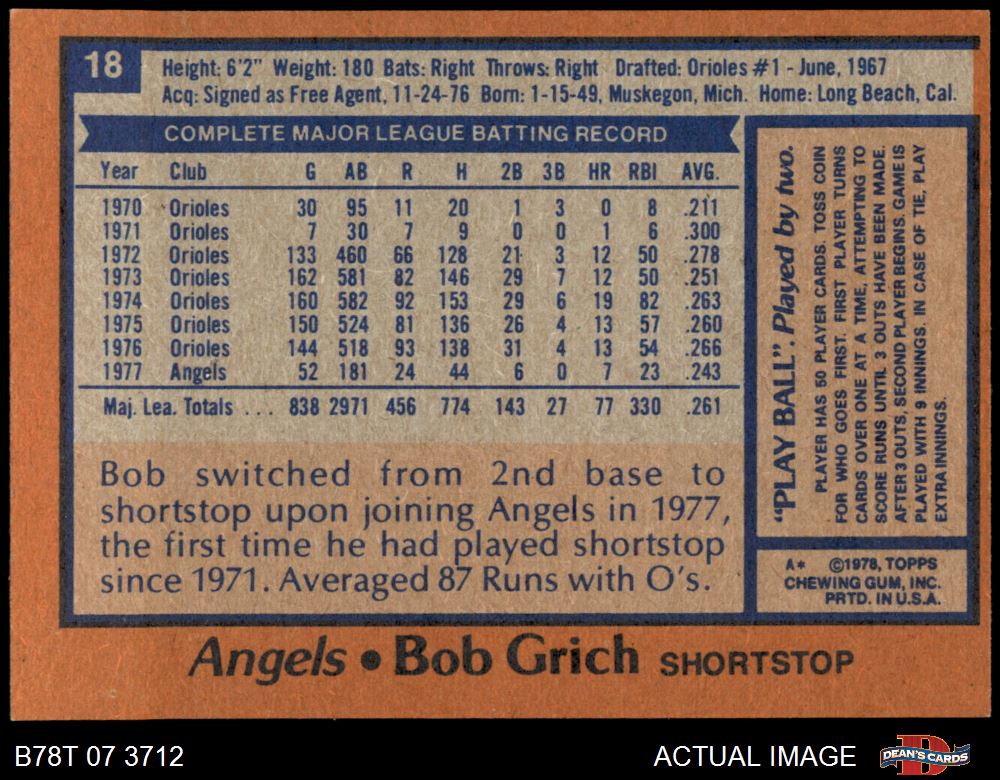 18
Height: 6'2" Weight: 180 Bats: Right Throws: Right Drafted: Orioles #1 - June, 1967
Acq: Signed as Free Agent, 11-24-76 Born: 1-15-49, Muskegon, Mich. Home: Long Beach, Cal.
COMPLETE MAJOR LEAGUE BATTING RECORD
Year Club G AB R H 2B 3B HR RBI AVG.
1970 Orioles 30 95 11 20 1 3 0 8 .211
1971 Orioles 7 30 7 9 0 0 1 6 .300
1972 Orioles 133 460 66 128 21 3 12 50 .278
1973 Orioles 162 581 82 146 29 7 12 50 .251
1974 Orioles 160 582 92 153 29 6 19 82 .263
1975 Orioles 150 524 81 136 26 4 13 57 .260
1976 Orioles 144 518 93 138 31 4 13 54 .266
1977 Angels 52 181 24 44 6 0 7 23 .243
Maj. Lea. Totals ... 838 2971 456 774 143 27 77 330 .261
Bob switched from 2nd base to
shortstop upon joining Angels in 1977,
the first time he had played shortstop
since 1971. Averaged 87 Runs with O's.
"PLAY BALL". Played by two.
PLAYER HAS 50 PLAYER CARDS. TOSS COIN
FOR WHO GOES FIRST. FIRST PLAYER TURNS
CARDS OVER ONE AT A TIME, ATTEMPTING TO
SCORE RUNS UNTIL 3 OUTS HAVE BEEN MADE.
AFTER 3 OUTS, SECOND PLAYER BEGINS. GAME IS
PLAYED WITH 9 INNINGS. IN CASE OF TIE, PLAY
EXTRA INNINGS.
A* ©1978, TOPPS
CHEWING GUM, INC.
PRTD. IN U.S.A.
Angels • Bob Grich SHORTSTOP
B78T 07 3712
ACTUAL IMAGE
DEAN'S CARDS